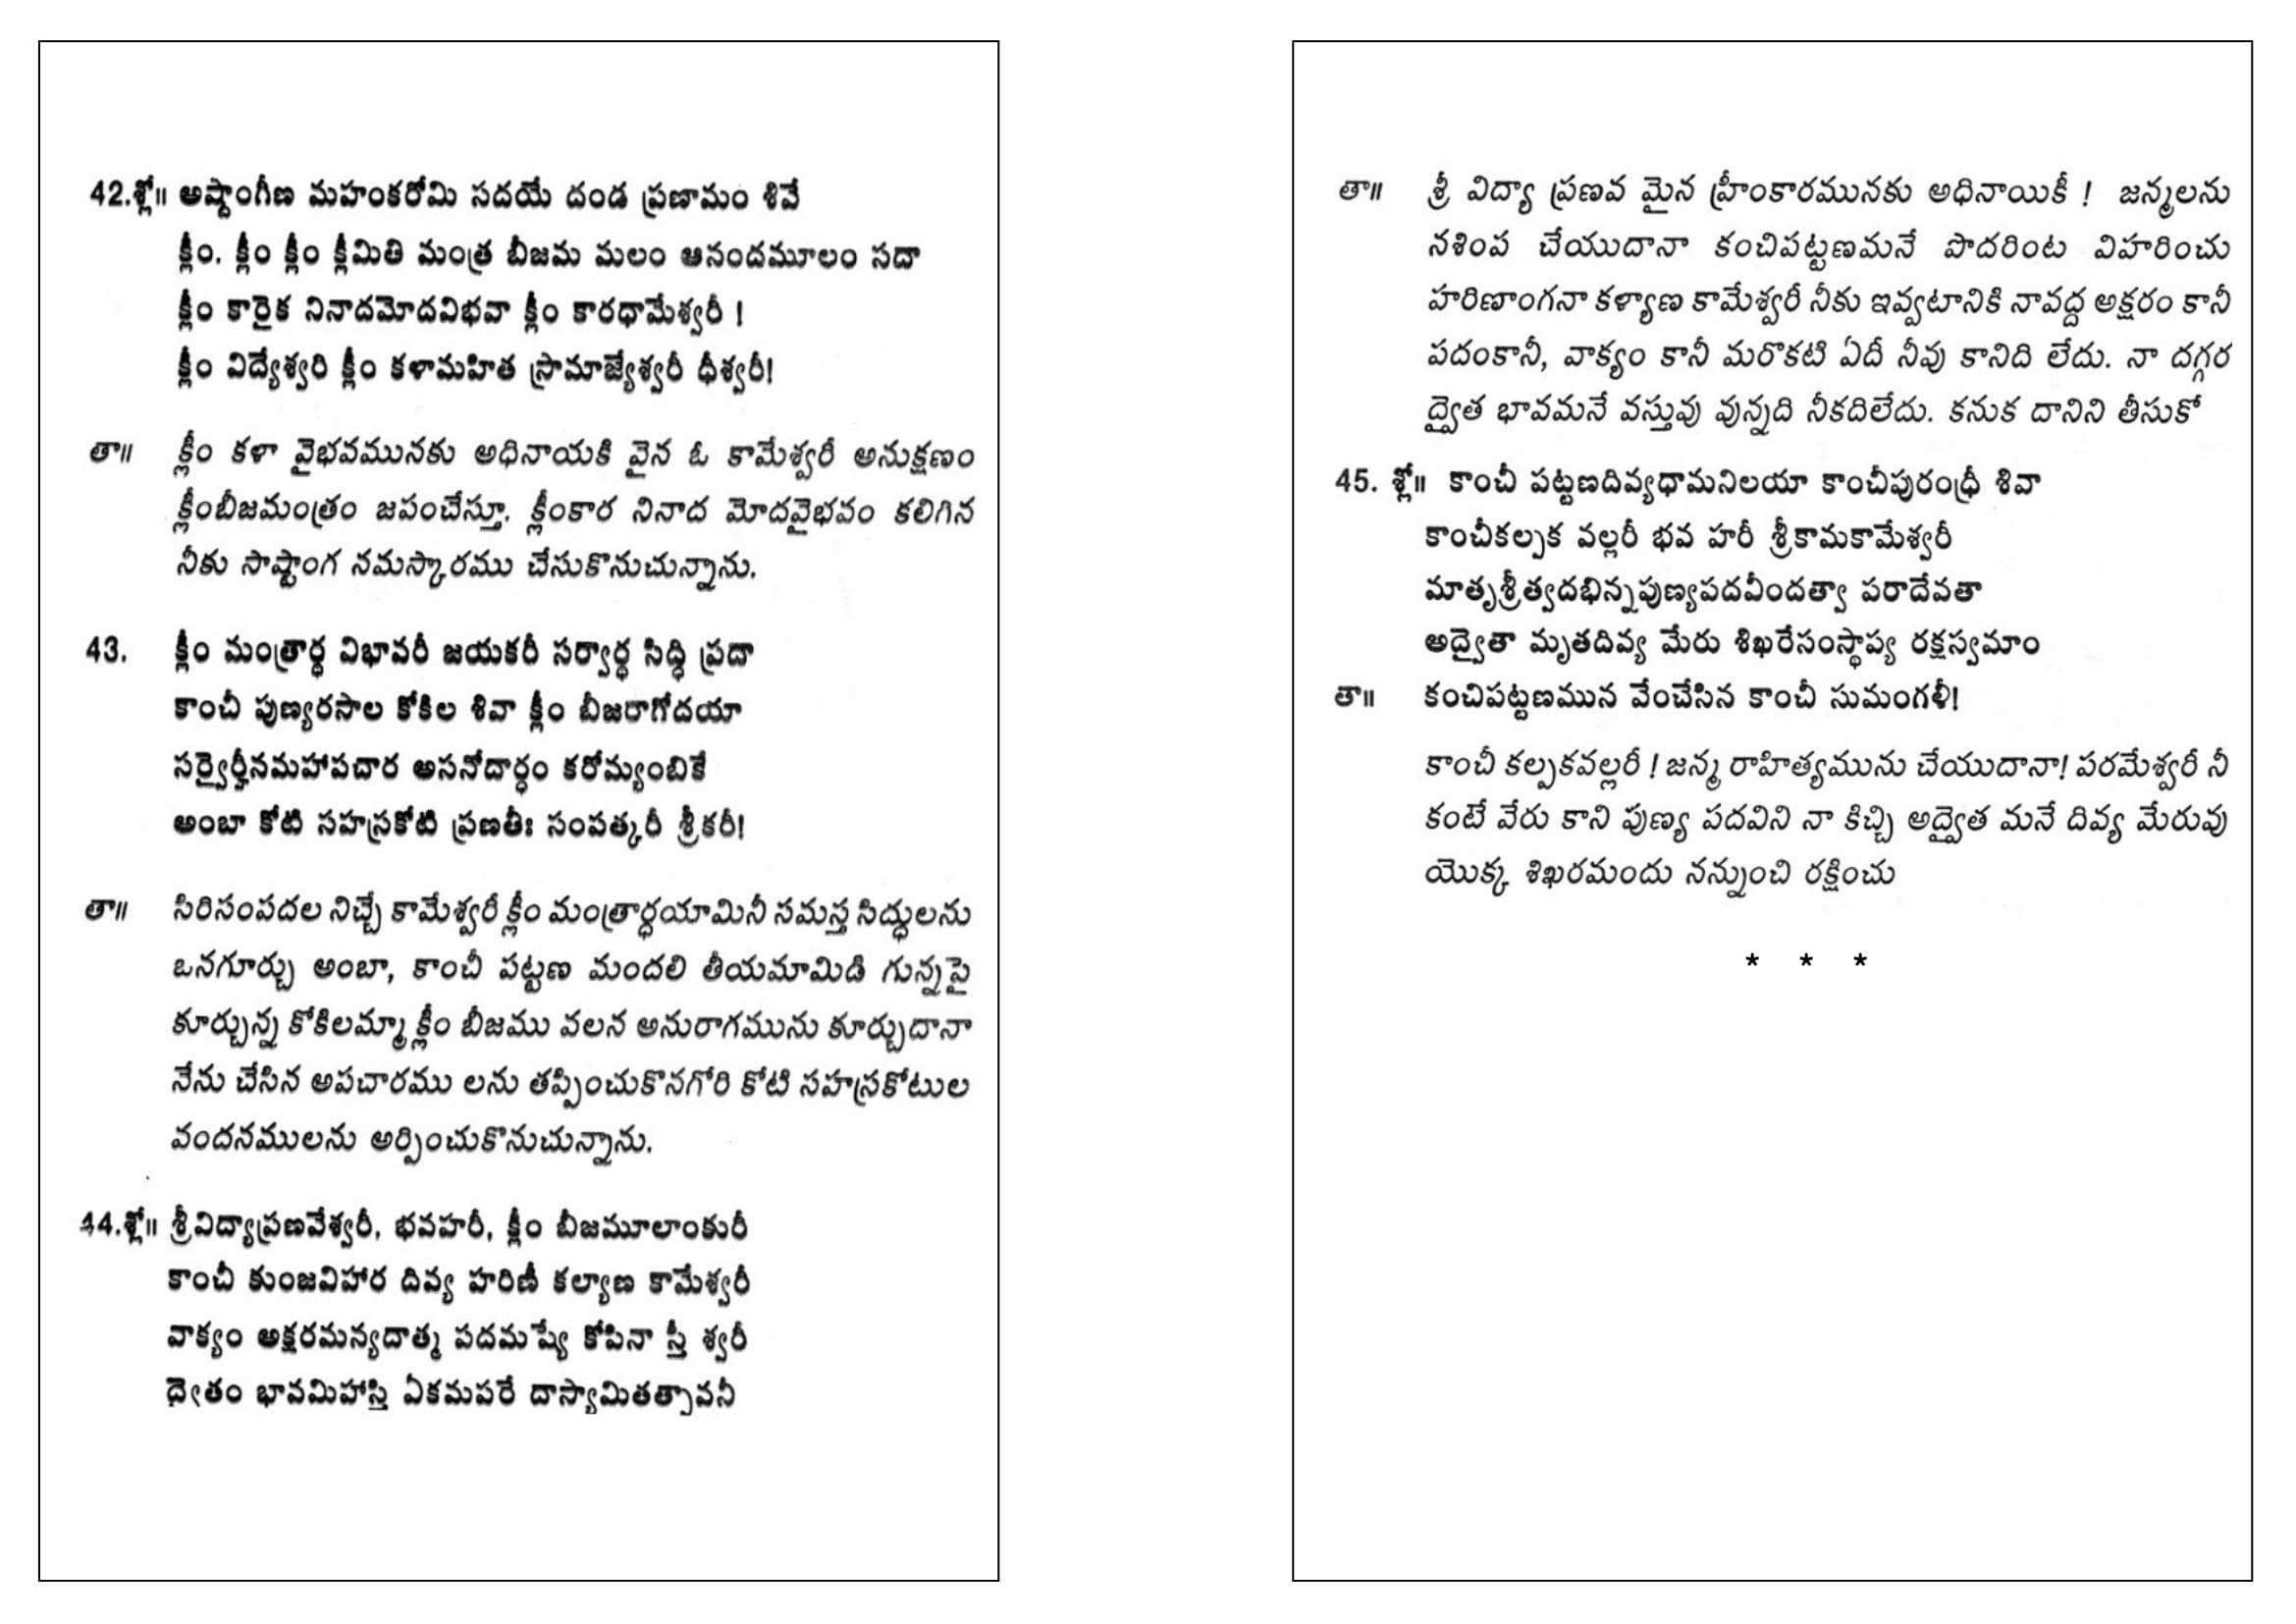 42.శ్లో॥ అష్టాంగీణ మహంకరోమి సదయే దండ ప్రణామం శివే
క్లీం. క్లీం క్లీం క్లీమితి మంత్ర బీజమ మలం ఆనందమూలం సదా
క్లీం కారైక నినాదమోదవిభవా క్లీం కారధామేశ్వరీ !
క్లీం విద్యేశ్వరి క్లీం కళామహిత సామ్రాజ్యేశ్వరీ ధీశ్వరీ!
తా॥ క్లీం కళా వైభవమునకు అధినాయకి వైన ఓ కామేశ్వరీ అనుక్షణం
క్లీంబీజమంత్రం జపంచేస్తూ. క్లీంకార నినాద మోదవైభవం కలిగిన
నీకు సాష్టాంగ నమస్కారము చేసుకొనుచున్నాను.
43. క్లీం మంత్రార్థ విభావరీ జయకరీ సర్వార్థ సిద్ధి ప్రదా
కాంచీ పుణ్యరసాల కోకిల శివా క్లీం బీజరాగోదయా
సర్వైర్హీనమహాపచార అసనోదార్థం కరోమ్యంబికే
అంబా కోటి సహస్రకోటి ప్రణతీః సంపత్కరీ శ్రీకరీ!
తా॥ సిరిసంపదల నిచ్చే కామేశ్వరీ క్లీం మంత్రార్ధయామినీ సమస్త సిద్ధులను
ఒనగూర్చు అంబా, కాంచీ పట్టణ మందలి తీయమామిడి గున్నపై
కూర్చున్న కోకిలమ్మా క్లీం బీజము వలన అనురాగమును కూర్చుదానా
నేను చేసిన అపచారము లను తప్పించుకొనగోరి కోటి సహస్రకోటుల
వందనములను అర్పించుకొనుచున్నాను.
44.శ్లో॥ శ్రీవిద్యాప్రణవేశ్వరీ, భవహరీ, క్లీం బీజమూలాంకురీ
కాంచీ కుంజవిహార దివ్య హరిణీ కల్యాణ కామేశ్వరీ
వాక్యం అక్షరమన్యదాత్మ పదమష్యే కోపినా స్తీ శ్వరీ
ద్వైతం భావమిహాస్తి ఏకమపరే దాస్యామితత్పావనీ
తా॥ శ్రీ విద్యా ప్రణవ మైన హ్రీంకారమునకు అధినాయికీ ! జన్మలను
నశింప చేయుదానా కంచిపట్టణమనే పొదరింట విహరించు
హరిణాంగనా కళ్యాణ కామేశ్వరీ నీకు ఇవ్వటానికి నావద్ద అక్షరం కానీ
పదంకానీ, వాక్యం కానీ మరొకటి ఏదీ నీవు కానిది లేదు. నా దగ్గర
ద్వైత భావమనే వస్తువు వున్నది నీకదిలేదు. కనుక దానిని తీసుకో
45. శ్లో॥ కాంచీ పట్టణదివ్యధామనిలయా కాంచీపురంధ్రీ శివా
కాంచీకల్పక వల్లరీ భవ హరీ శ్రీకామకామేశ్వరీ
మాతృశ్రీత్వదభిన్నపుణ్యపదవీందత్వా పరాదేవతా
అద్వైతా మృతదివ్య మేరు శిఖరేసంస్థాప్య రక్షస్వమాం
తా॥ కంచిపట్టణమున వేంచేసిన కాంచీ సుమంగళీ!
కాంచీ కల్పకవల్లరీ ! జన్మ రాహిత్యమును చేయుదానా! పరమేశ్వరీ నీ
కంటే వేరు కాని పుణ్య పదవిని నా కిచ్చి అద్వైత మనే దివ్య మేరువు
యొక్క శిఖరమందు నన్నుంచి రక్షించు
* * *